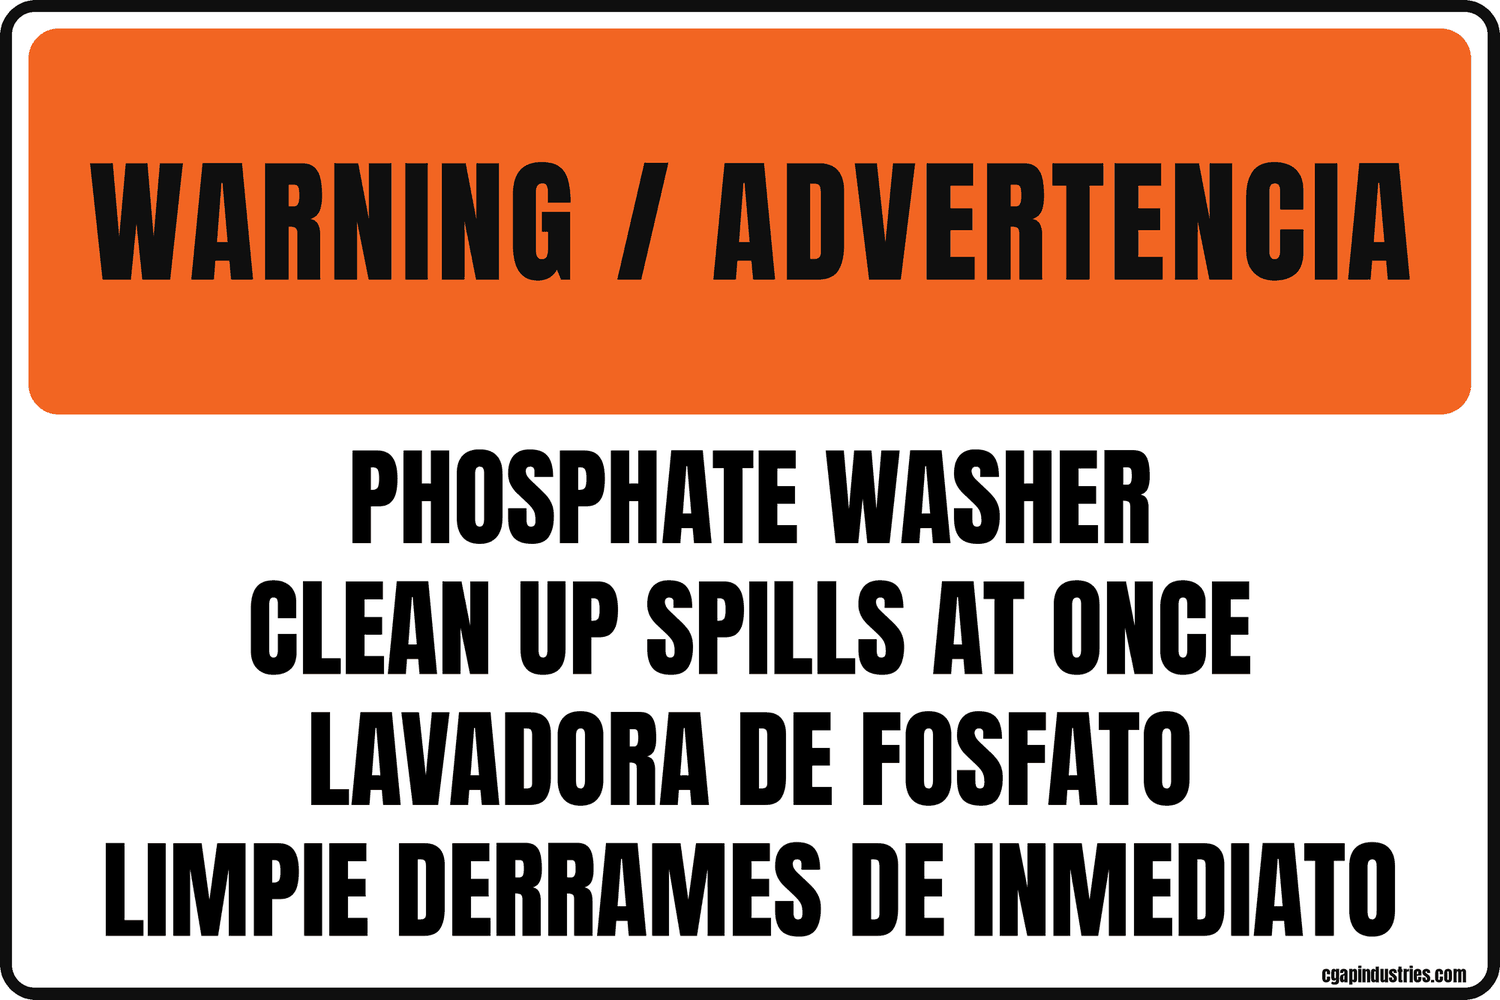 WARNING / ADVERTENCIA
PHOSPHATE WASHER
CLEAN UP SPILLS AT ONCE
LAVADORA DE FOSFATO
LIMPIE DERRAMES DE INMEDIATO
cgapindustries.com